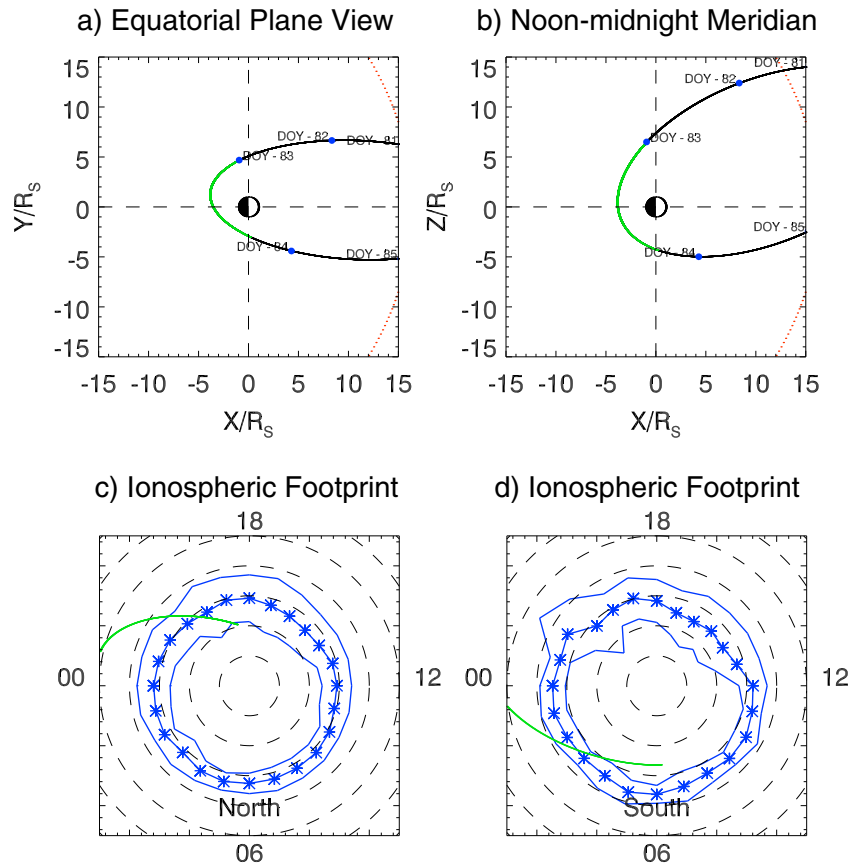 a) Equatorial Plane View
b) Noon-midnight Meridian
15
10
5
0
-5
-10
-15
Y/R_S
DOY - 82
DOY - 81
DOY - 83
DOY - 84
DOY - 85
-15 -10 -5 0 5 10 15
X/R_S
15
10
5
0
-5
-10
-15
Z/R_S
DOY - 81
DOY - 82
DOY - 83
DOY - 85
DOY - 84
-15 -10 -5 0 5 10 15
X/R_S
c) Ionospheric Footprint
18
00
12
North
06
d) Ionospheric Footprint
18
00
12
South
06